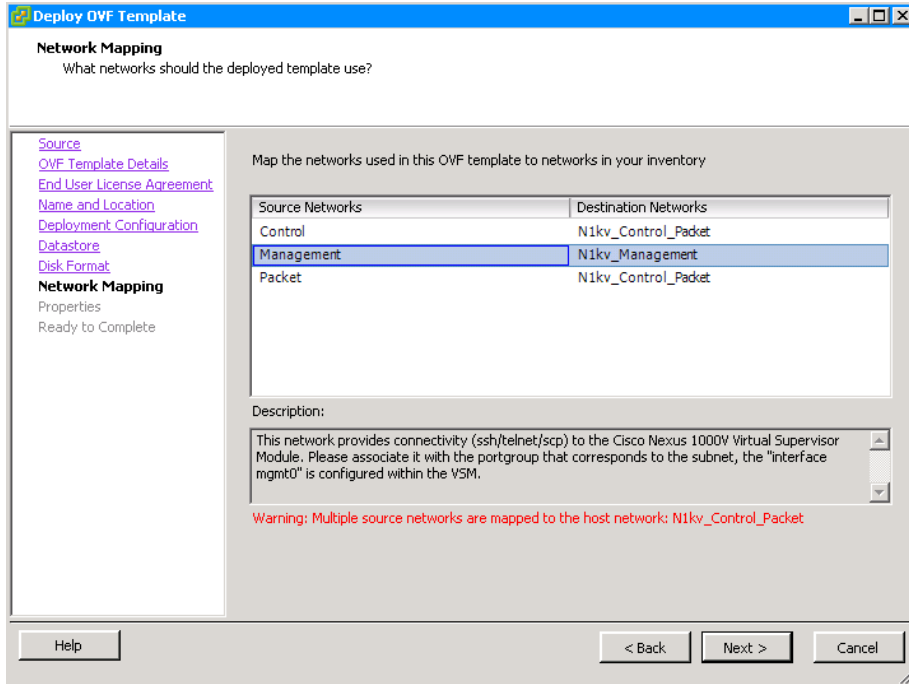 Deploy OVF Template
Network Mapping
What networks should the deployed template use?
Source
OVF Template Details
End User License Agreement
Name and Location
Deployment Configuration
Datastore
Disk Format
Network Mapping
Properties
Ready to Complete
Map the networks used in this OVF template to networks in your inventory
Source Networks Destination Networks
Control N1kv_Control_Packet
Management N1kv_Management
Packet N1kv_Control_Packet
Description:
This network provides connectivity (ssh/telnet/scp) to the Cisco Nexus 1000V Virtual Supervisor
Module. Please associate it with the portgroup that corresponds to the subnet, the "interface
mgmt0" is configured within the VSM.
Warning: Multiple source networks are mapped to the host network: N1kv_Control_Packet
Help < Back Next > Cancel